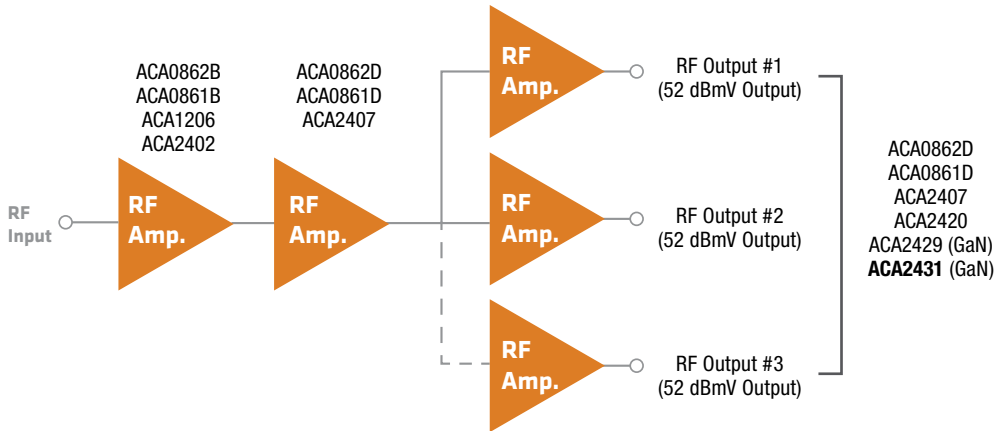 RF
Input
ACA0862B
ACA0861B
ACA1206
ACA2402
RF
Amp.
ACA0862D
ACA0861D
ACA2407
RF
Amp.
RF
Amp.
RF Output #1
(52 dBmV Output)
RF
Amp.
RF Output #2
(52 dBmV Output)
RF
Amp.
RF Output #3
(52 dBmV Output)
ACA0862D
ACA0861D
ACA2407
ACA2420
ACA2429 (GaN)
ACA2431 (GaN)